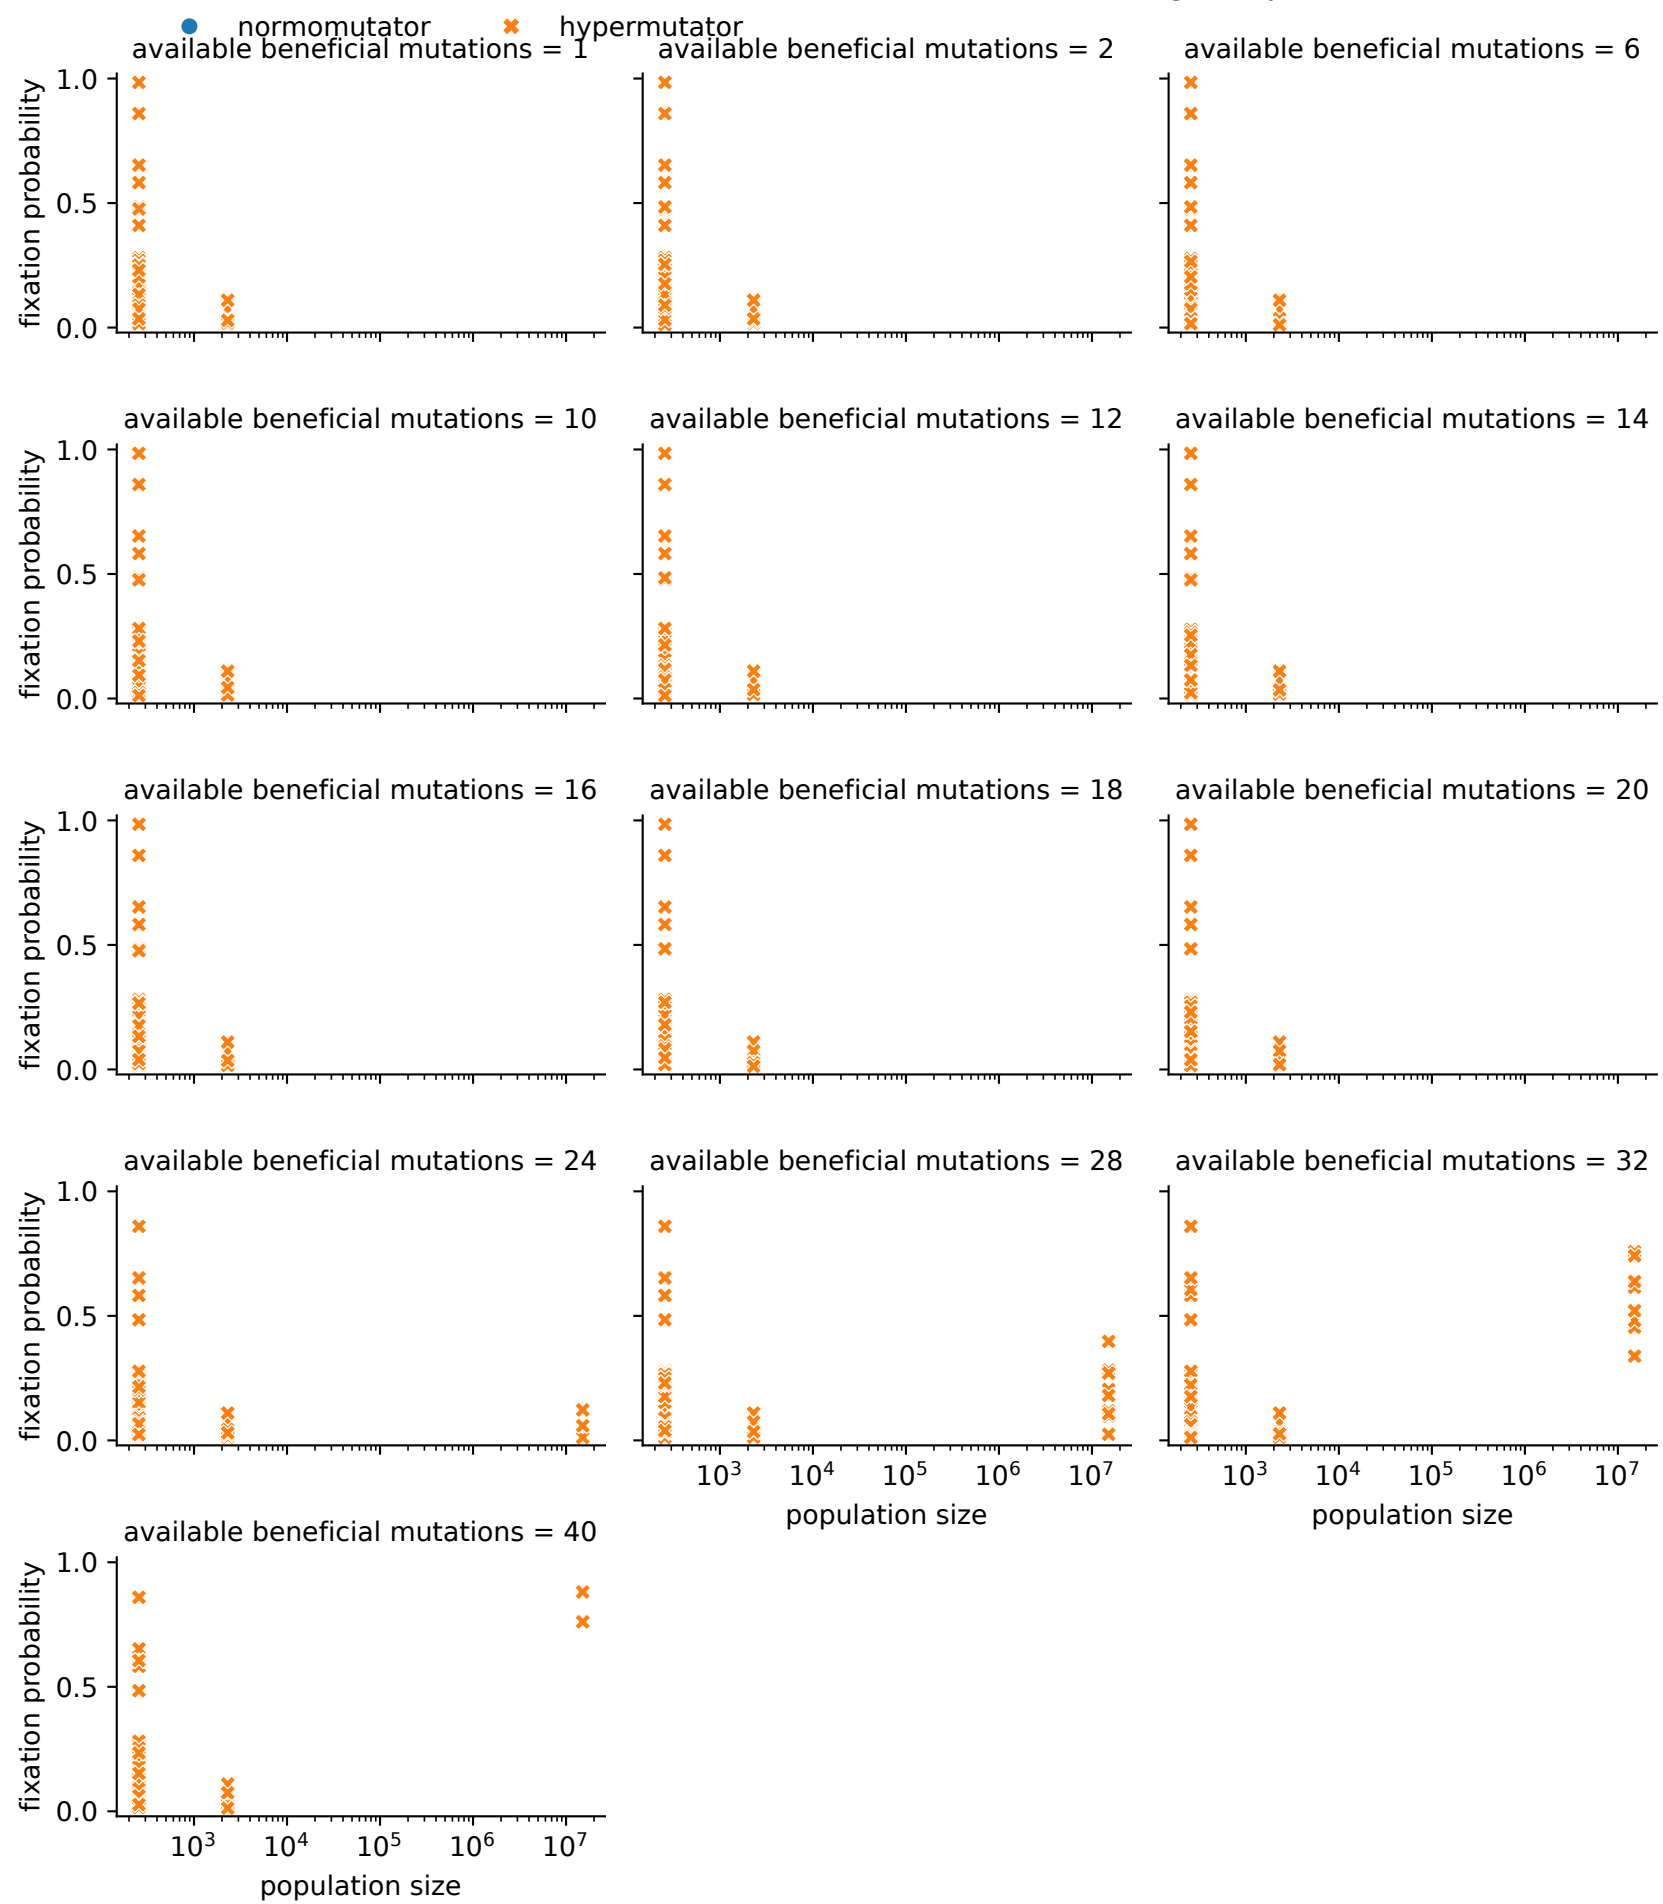 normomutator hypermutator
available beneficial mutations = 1 available beneficial mutations = 2 available beneficial mutations = 6
fixation probability
1.0
0.5
0.0
available beneficial mutations = 10 available beneficial mutations = 12 available beneficial mutations = 14
fixation probability
1.0
0.5
0.0
available beneficial mutations = 16 available beneficial mutations = 18 available beneficial mutations = 20
fixation probability
1.0
0.5
0.0
available beneficial mutations = 24 available beneficial mutations = 28 available beneficial mutations = 32
fixation probability
1.0
0.5
0.0
10³ 10⁴ 10⁵ 10⁶ 10⁷ 10³ 10⁴ 10⁵ 10⁶ 10⁷
population size population size
available beneficial mutations = 40
fixation probability
1.0
0.5
0.0
10³ 10⁴ 10⁵ 10⁶ 10⁷
population size